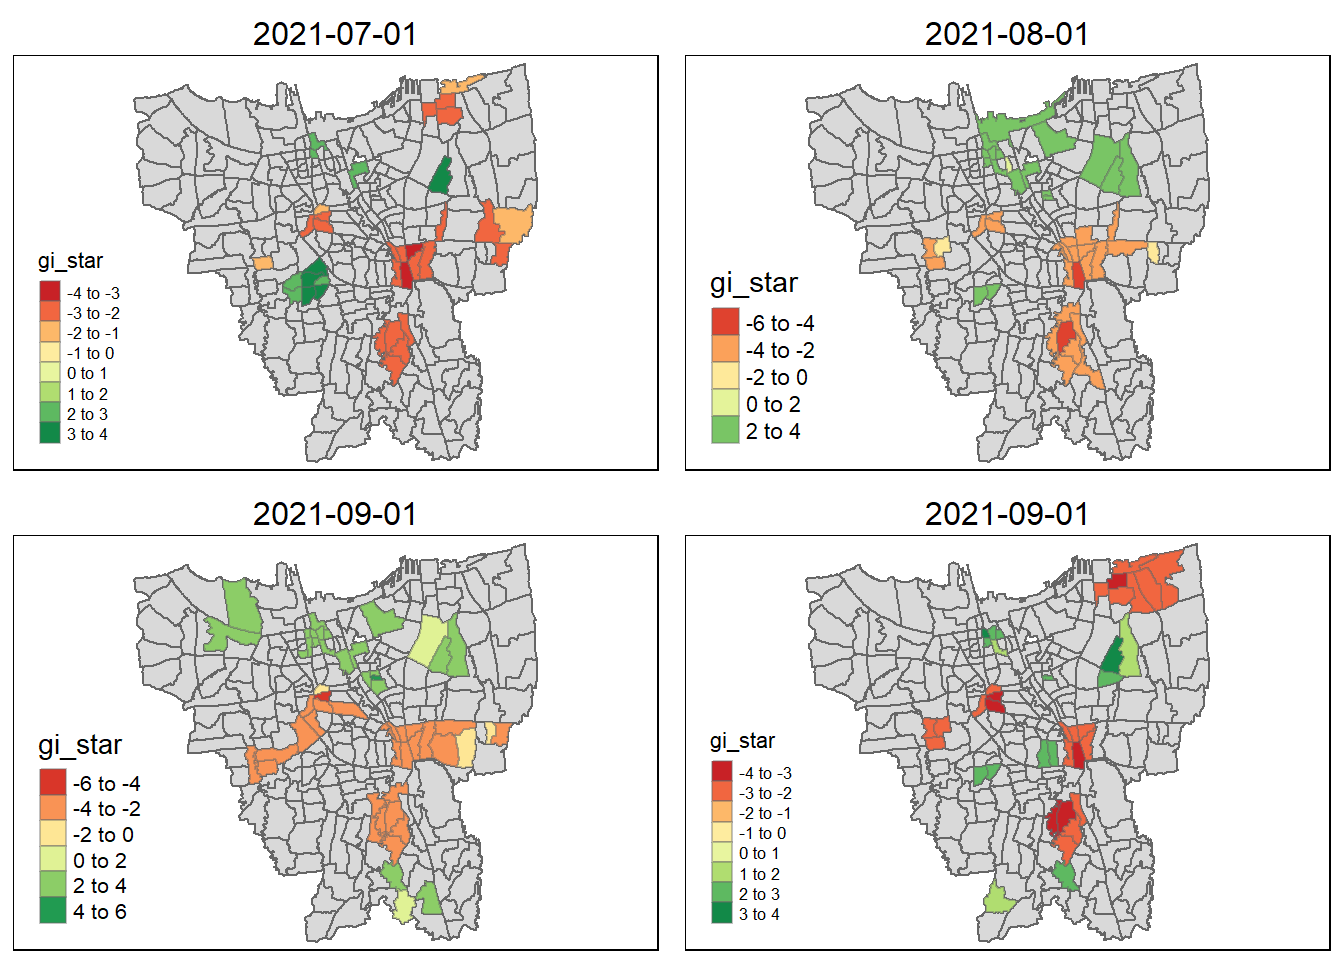 2021-07-01
gi_star
-4 to -3
-3 to -2
-2 to -1
-1 to 0
0 to 1
1 to 2
2 to 3
3 to 4
2021-08-01
gi_star
-6 to -4
-4 to -2
-2 to 0
0 to 2
2 to 4
2021-09-01
gi_star
-6 to -4
-4 to -2
-2 to 0
0 to 2
2 to 4
4 to 6
2021-09-01
gi_star
-4 to -3
-3 to -2
-2 to -1
-1 to 0
0 to 1
1 to 2
2 to 3
3 to 4